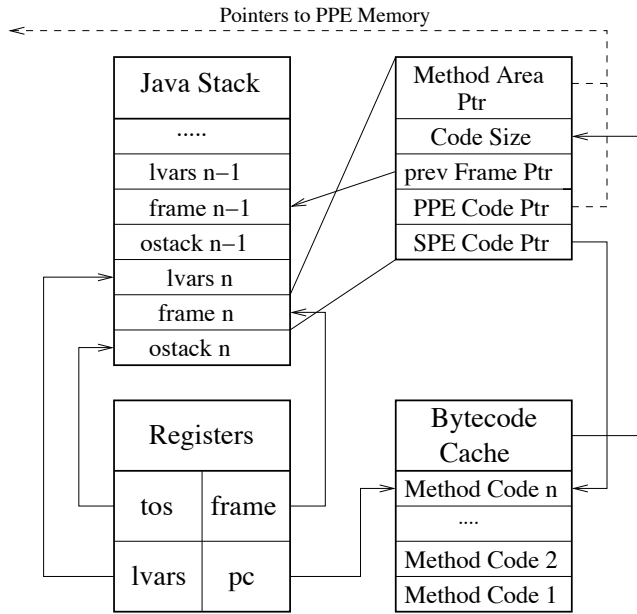 Pointers to PPE Memory
Java Stack
.....
lvars n−1
frame n−1
ostack n−1
lvars n
frame n
ostack n
Method Area
Ptr
Code Size
prev Frame Ptr
PPE Code Ptr
SPE Code Ptr
Registers
tos
frame
lvars
pc
Bytecode
Cache
Method Code n
....
Method Code 2
Method Code 1